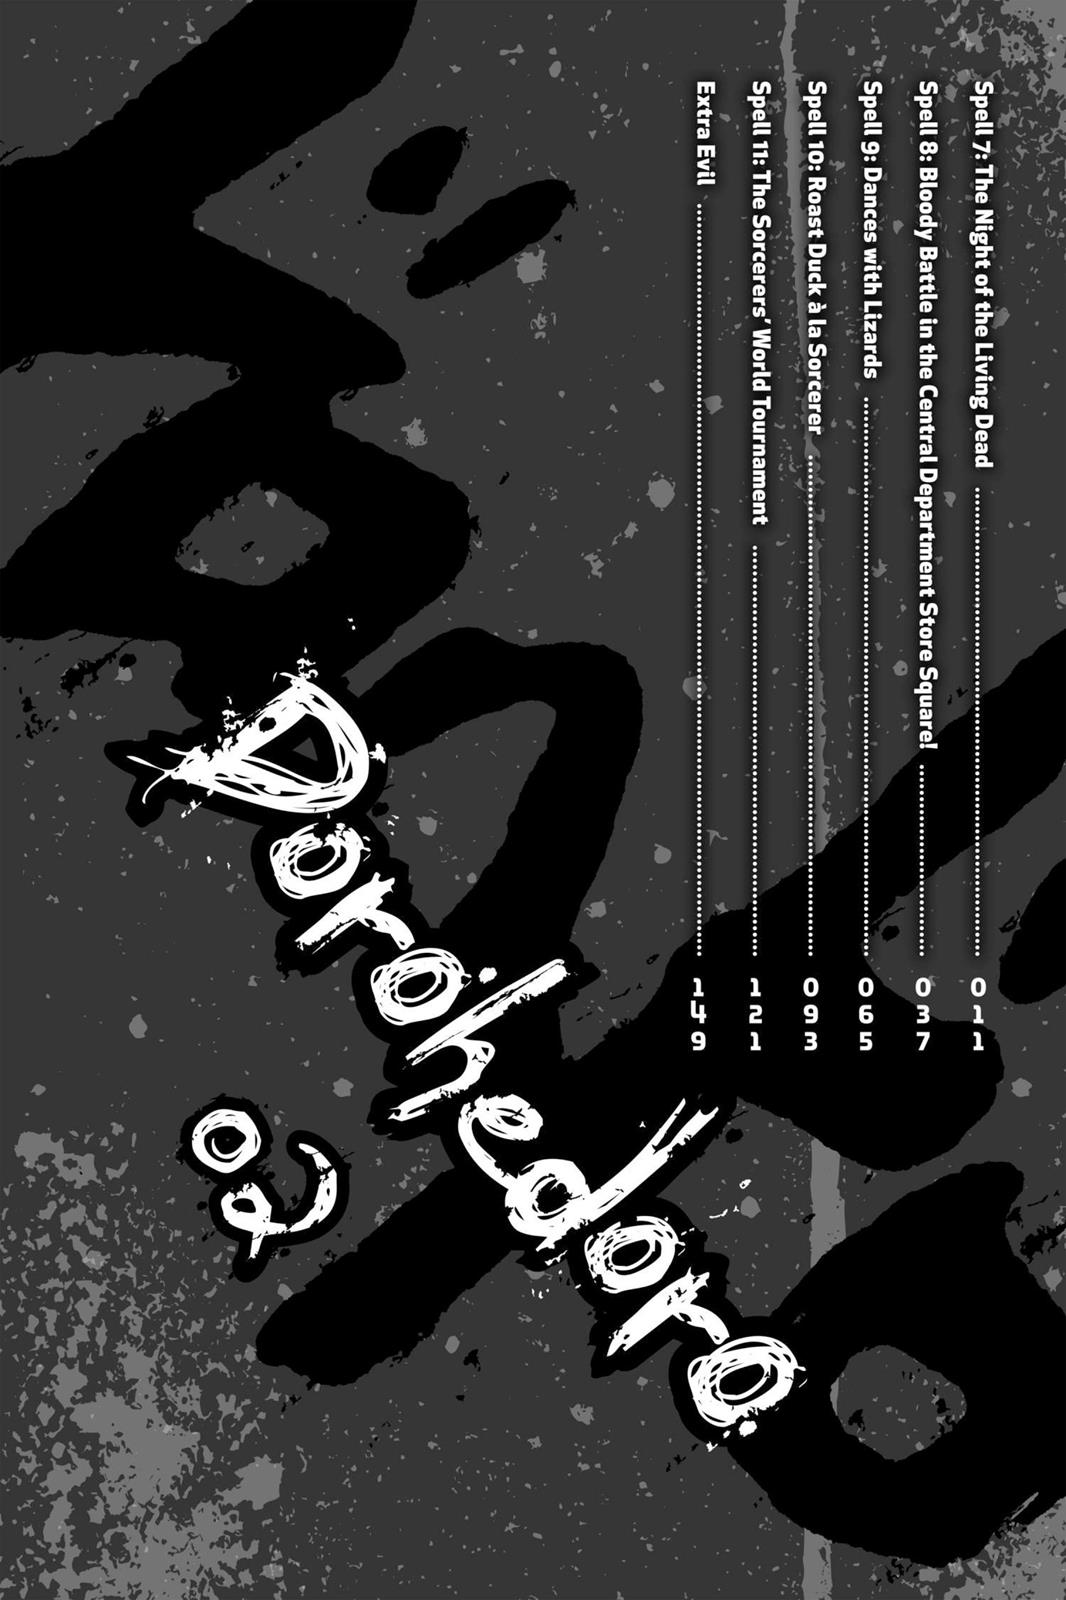 Spell 7: The Night of the Living Dead ........ 011
Spell 8: Bloody Battle in the Central Department Store Square! ........ 037
Spell 9: Dances with Lizards ........ 065
Spell 10: Roast Duck à la Sorcerer ........ 093
Spell 11: The Sorcerers' World Tournament ........ 121
Extra Evil ........ 149
Dorohedoro
02